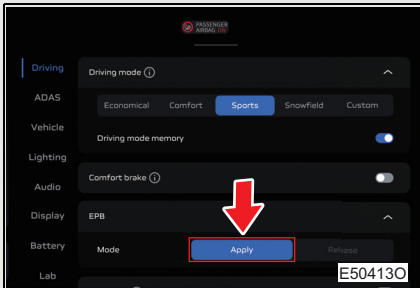 PASSENGER
AIRBAG ON
Driving
Driving mode
ADAS
Economical Comfort Sports Snowfield Custom
Vehicle
Driving mode memory
Lighting
Comfort brake
Audio
Display
EPB
Battery
Mode Apply Release
Lab
E50413O